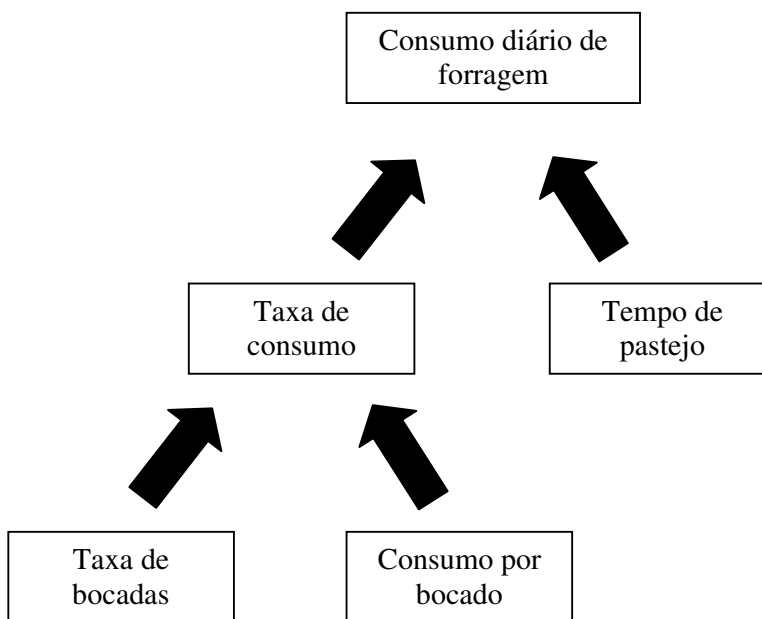 Consumo diário de
forragem
Taxa de
consumo
Tempo de
pastejo
Taxa de
bocadas
Consumo por
bocado